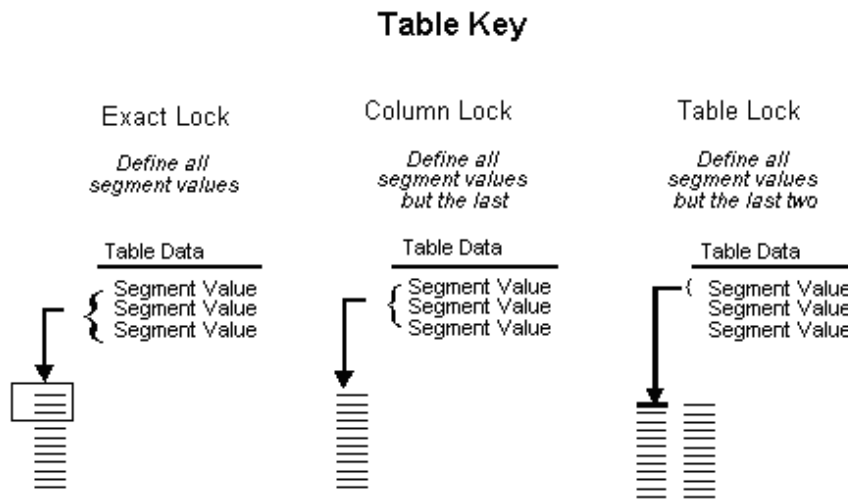 Table Key
Exact Lock
Define all
segment values
Table Data
Segment Value
Segment Value
Segment Value
Column Lock
Define all
segment values
but the last
Table Data
Segment Value
Segment Value
Segment Value
Table Lock
Define all
segment values
but the last two
Table Data
Segment Value
Segment Value
Segment Value